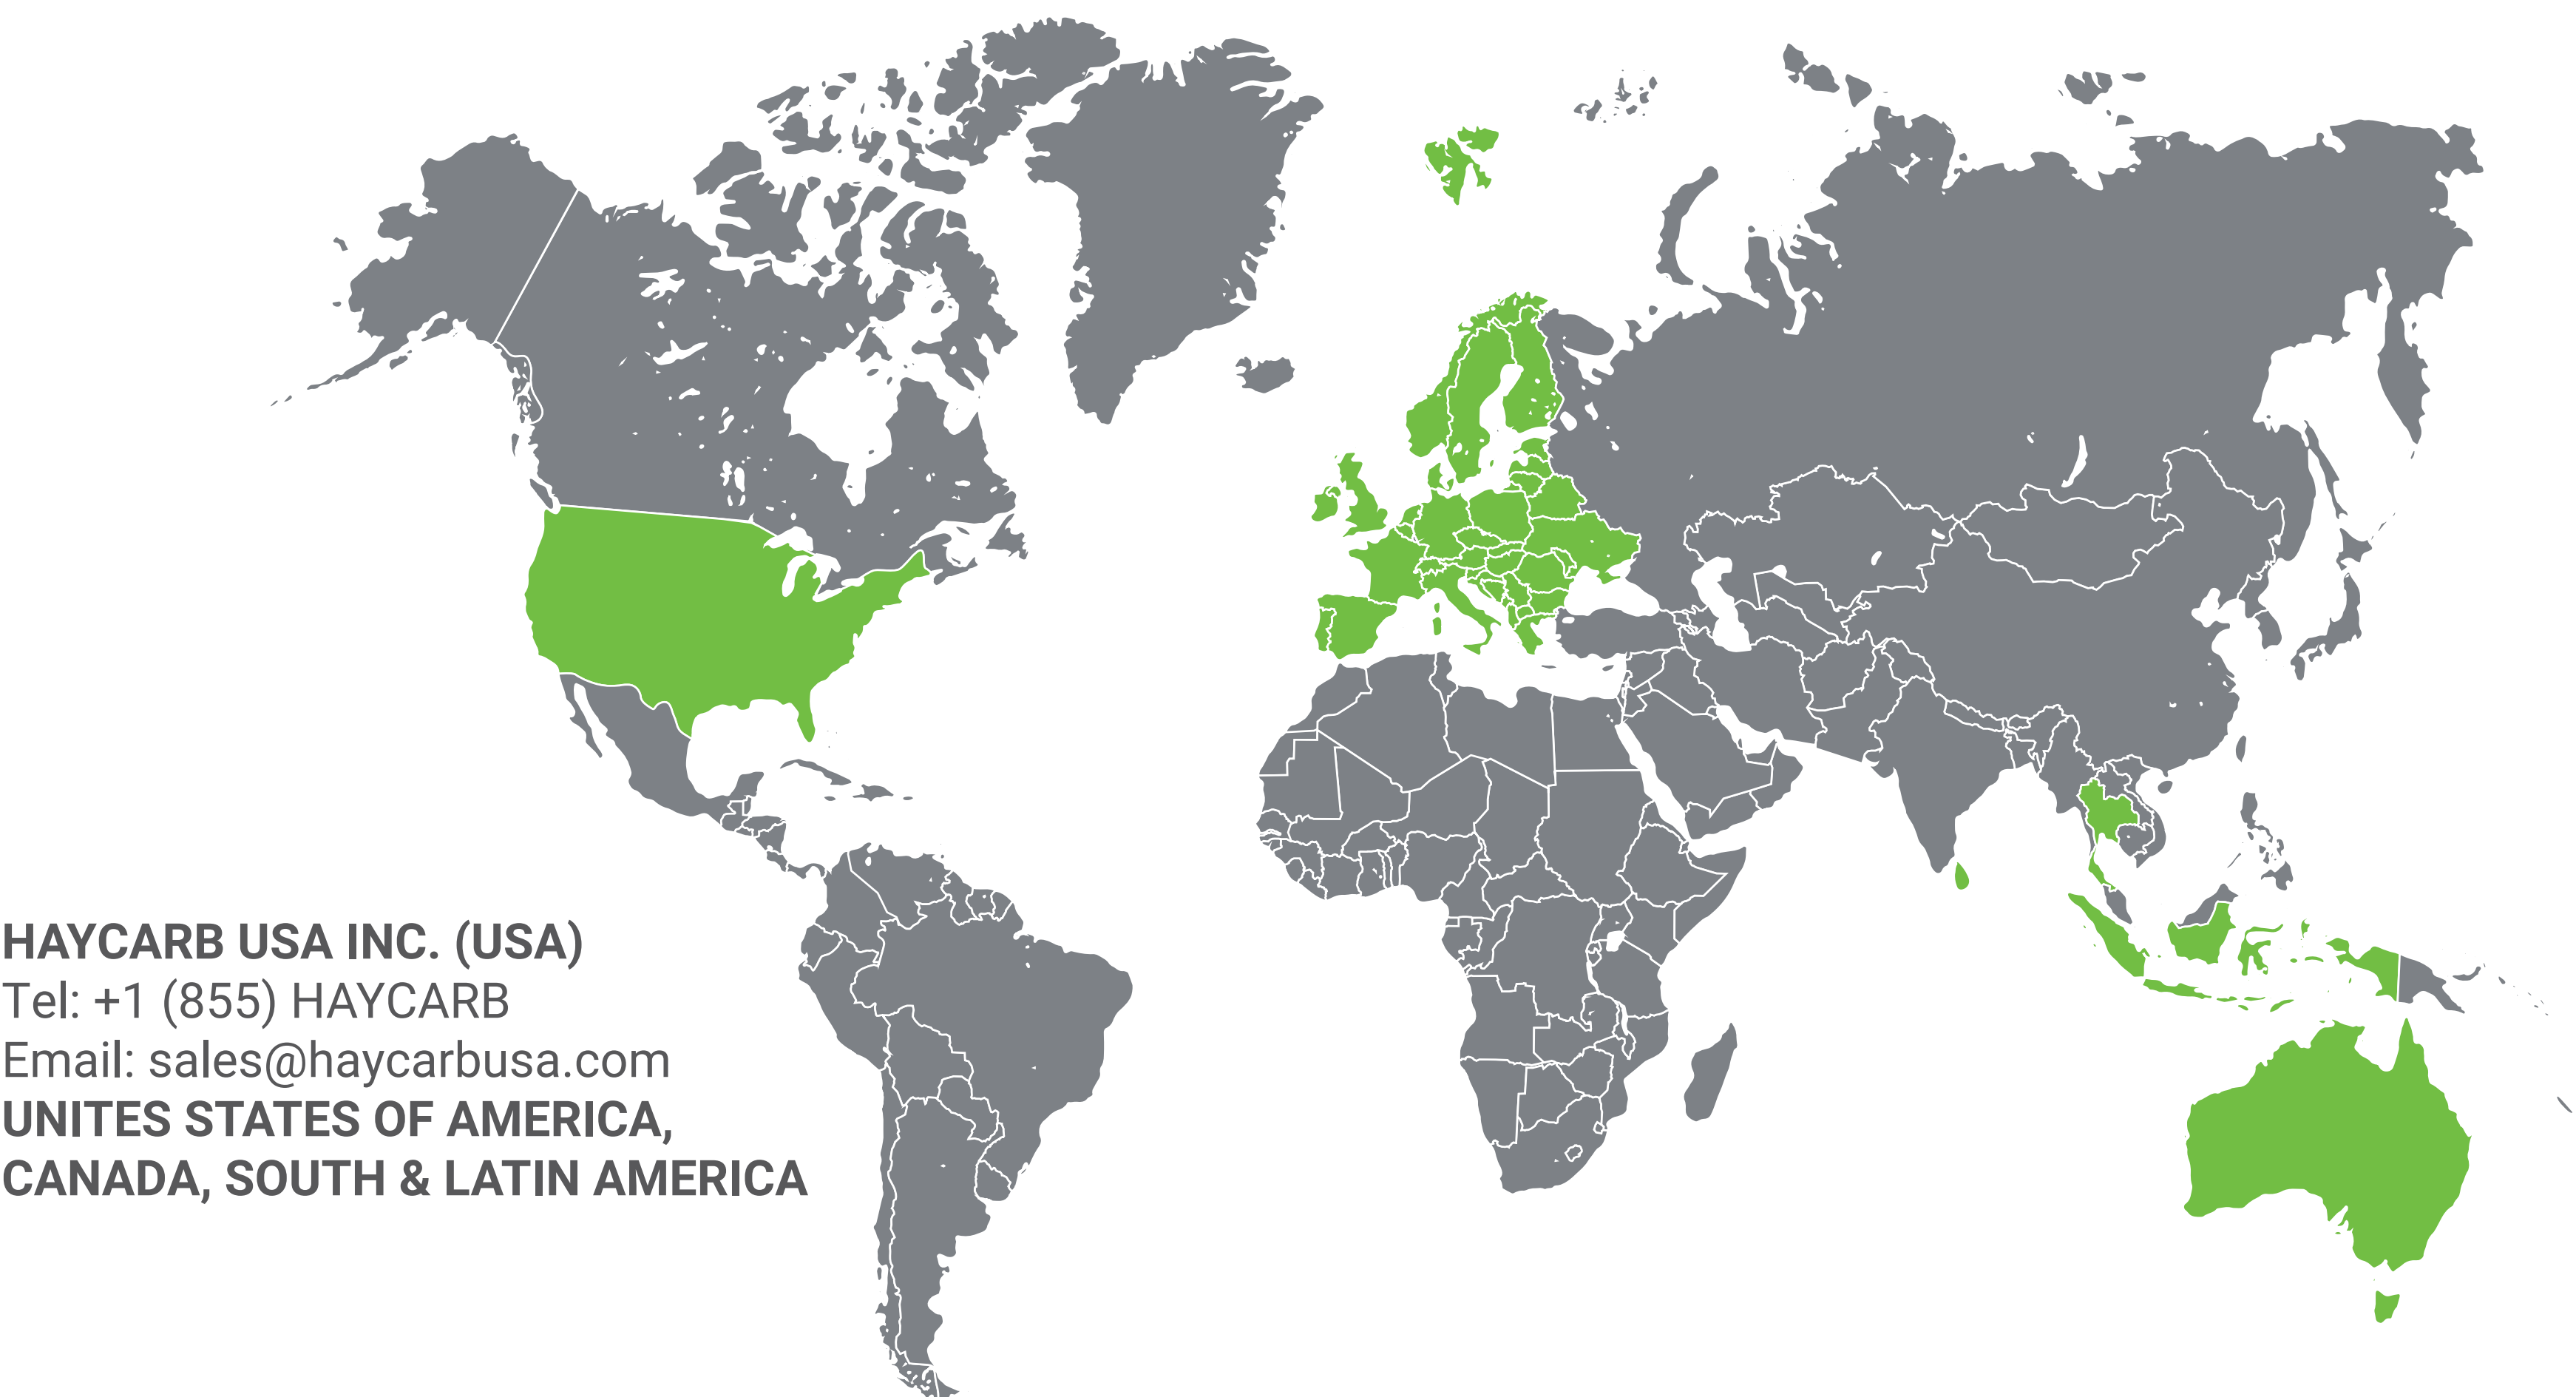 HAYCARB USA INC. (USA)
Tel: +1 (855) HAYCARB
Email: sales@haycarbusa.com
UNITES STATES OF AMERICA,
CANADA, SOUTH & LATIN AMERICA